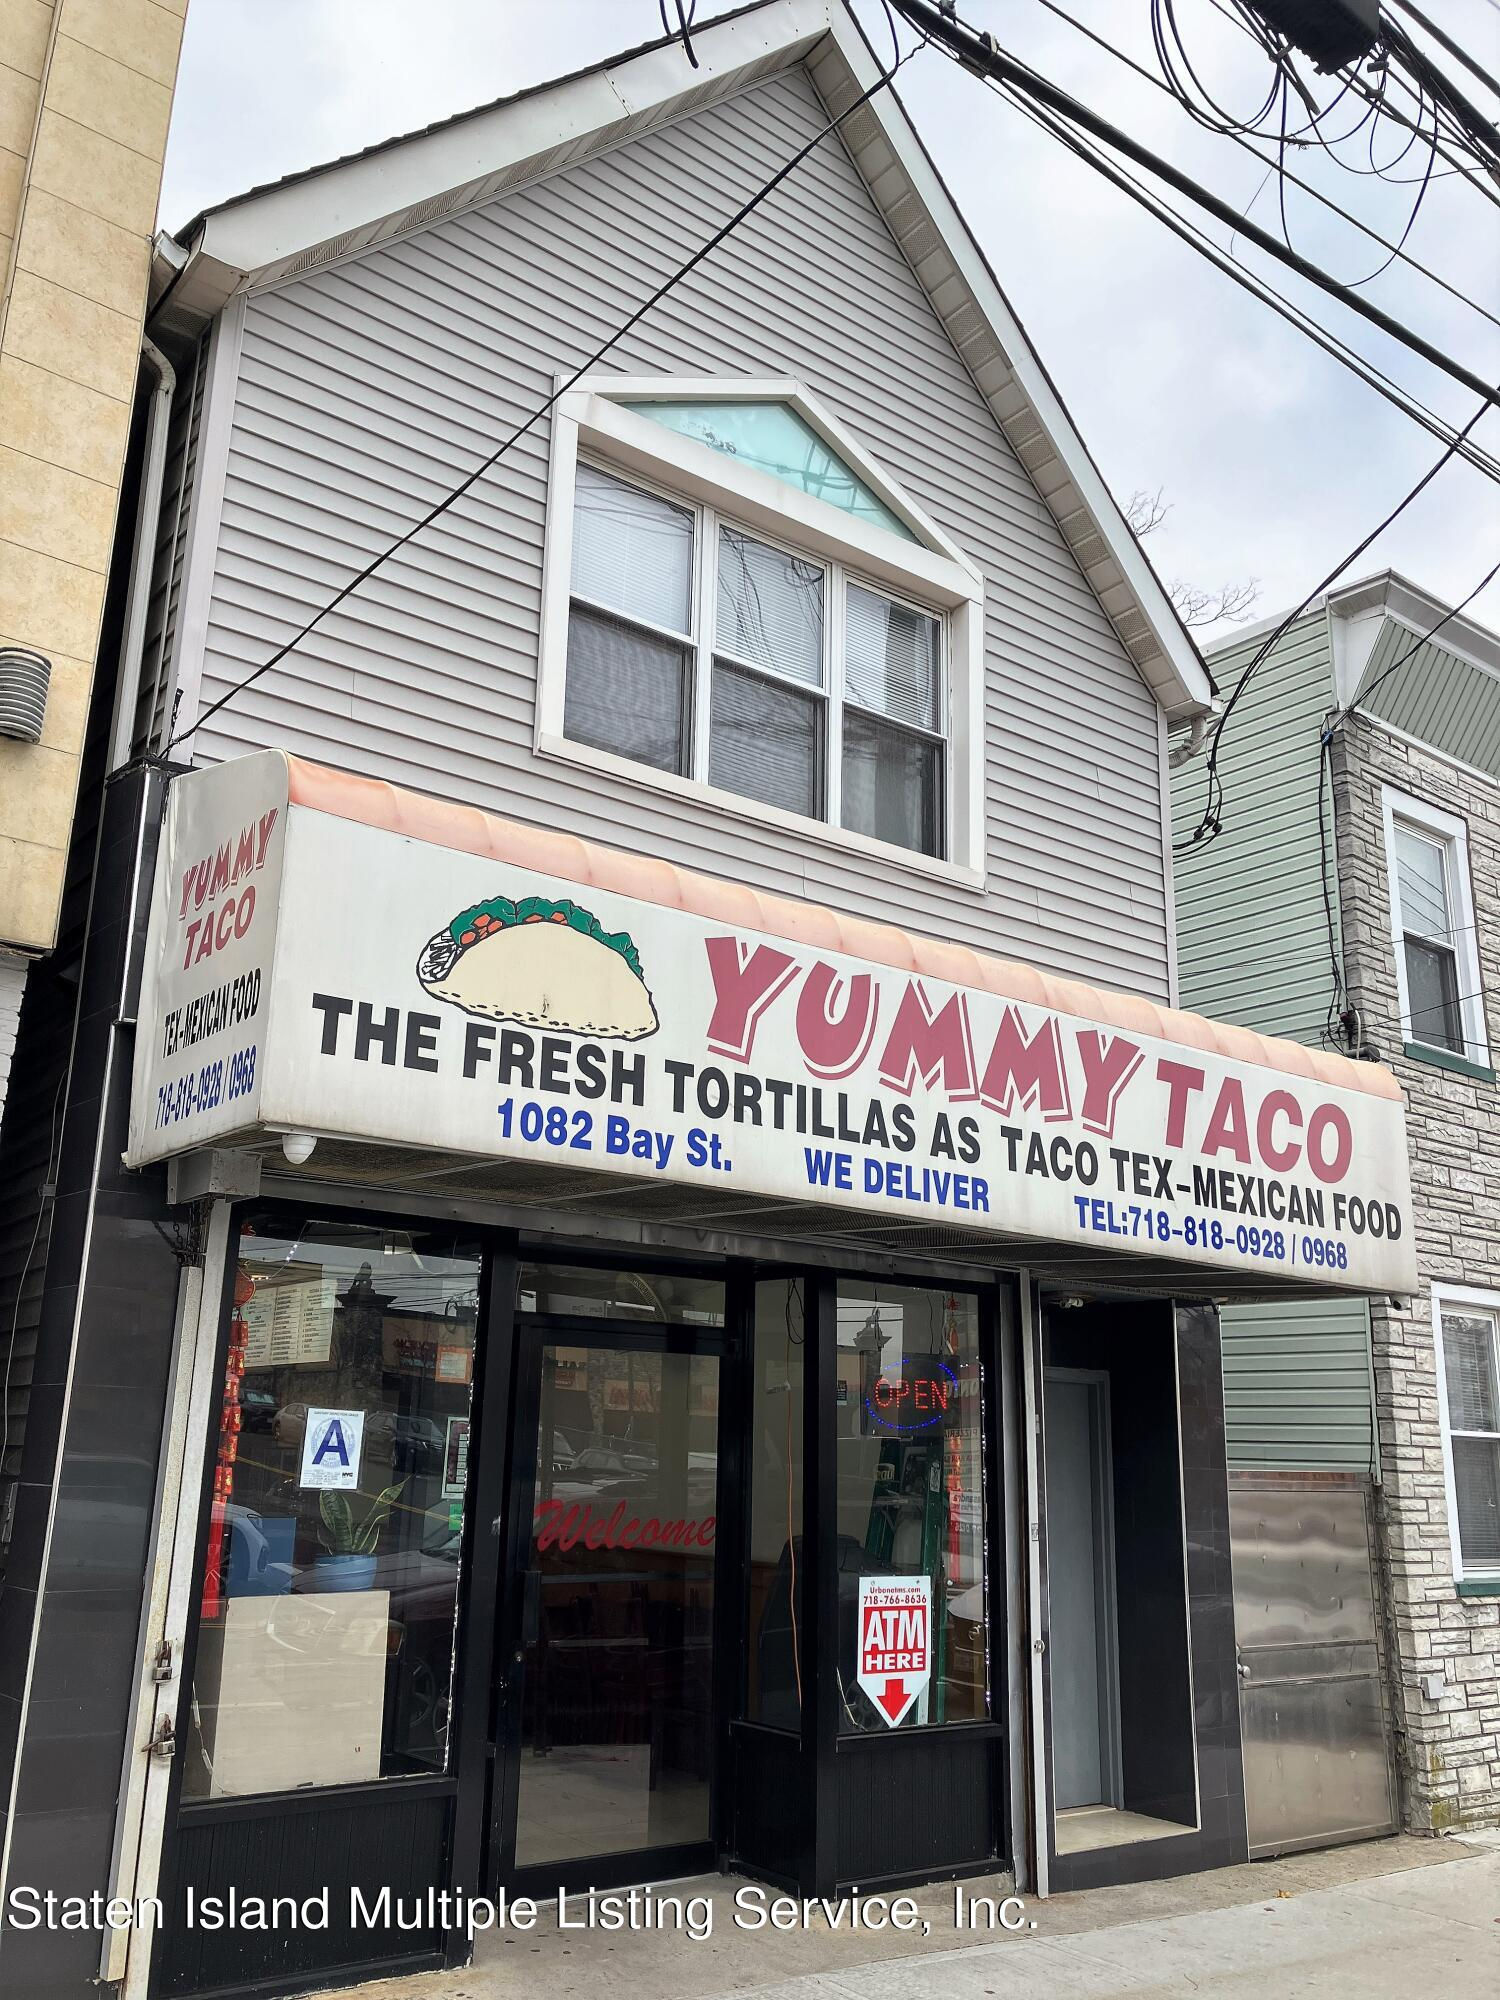 YUMMY
TACO
TEX-MEXICAN FOOD
718-818-0928 / 0968
YUMMY TACO
THE FRESH TORTILLAS AS TACO TEX-MEXICAN FOOD
1082 Bay St. WE DELIVER TEL:718-818-0928 / 0968
OPEN
A
Welcome
Urbanatms.com
718-766-8636
ATM
HERE
Staten Island Multiple Listing Service, Inc.